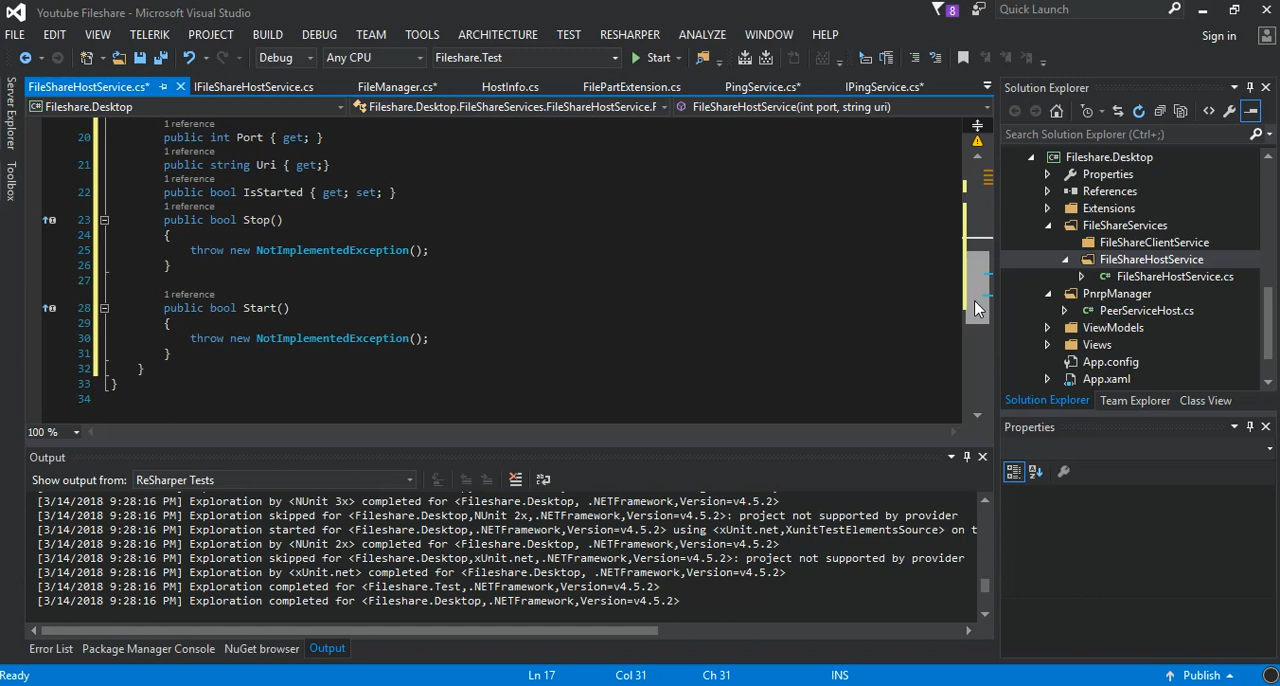 Youtube Fileshare - Microsoft Visual Studio
8
Quick Launch
FILE EDIT VIEW TELERIK PROJECT BUILD DEBUG TEAM TOOLS ARCHITECTURE TEST RESHARPER ANALYZE WINDOW HELP
Sign in
Debug Any CPU Fileshare.Test Start
FileShareHostService.cs* IFileShareHostService.cs FileManager.cs* HostInfo.cs FilePartExtension.cs PingService.cs* IPingService.cs*
Fileshare.Desktop Fileshare.Desktop.FileShareServices.FileShareHostService.F FileShareHostService(int port, string uri)
Server Explorer
Toolbox
1 reference
20 public int Port { get; }
1 reference
21 public string Uri { get;}
1 reference
22 public bool IsStarted { get; set; }
1 reference
23 public bool Stop()
24 {
25 throw new NotImplementedException();
26 }
27
1 reference
28 public bool Start()
29 {
30 throw new NotImplementedException();
31 }
32 }
33 }
34
100 %
Output
Show output from: ReSharper Tests
[3/14/2018 9:28:16 PM] Exploration by <NUnit 3x> completed for <Fileshare.Desktop, .NETFramework,Version=v4.5.2>
[3/14/2018 9:28:16 PM] Exploration skipped for <Fileshare.Desktop,NUnit 2x,.NETFramework,Version=v4.5.2>: project not supported by provider
[3/14/2018 9:28:16 PM] Exploration started for <Fileshare.Desktop,.NETFramework,Version=v4.5.2> using <xUnit.net,XunitTestElementsSource> on t
[3/14/2018 9:28:16 PM] Exploration by <NUnit 2x> completed for <Fileshare.Desktop, .NETFramework,Version=v4.5.2>
[3/14/2018 9:28:16 PM] Exploration skipped for <Fileshare.Desktop,xUnit.net,.NETFramework,Version=v4.5.2>: project not supported by provider
[3/14/2018 9:28:16 PM] Exploration by <xUnit.net> completed for <Fileshare.Desktop, .NETFramework,Version=v4.5.2>
[3/14/2018 9:28:16 PM] Exploration completed for <Fileshare.Test,.NETFramework,Version=v4.5.2>
[3/14/2018 9:28:16 PM] Exploration completed for <Fileshare.Desktop,.NETFramework,Version=v4.5.2>
Error List Package Manager Console NuGet browser Output
Solution Explorer
Search Solution Explorer (Ctrl+;)
Fileshare.Desktop
Properties
References
Extensions
FileShareServices
FileShareClientService
FileShareHostService
FileShareHostService.cs
PnrpManager
PeerServiceHost.cs
ViewModels
Views
App.config
App.xaml
Solution Explorer Team Explorer Class View
Properties
Ready Ln 17 Col 31 Ch 31 INS Publish